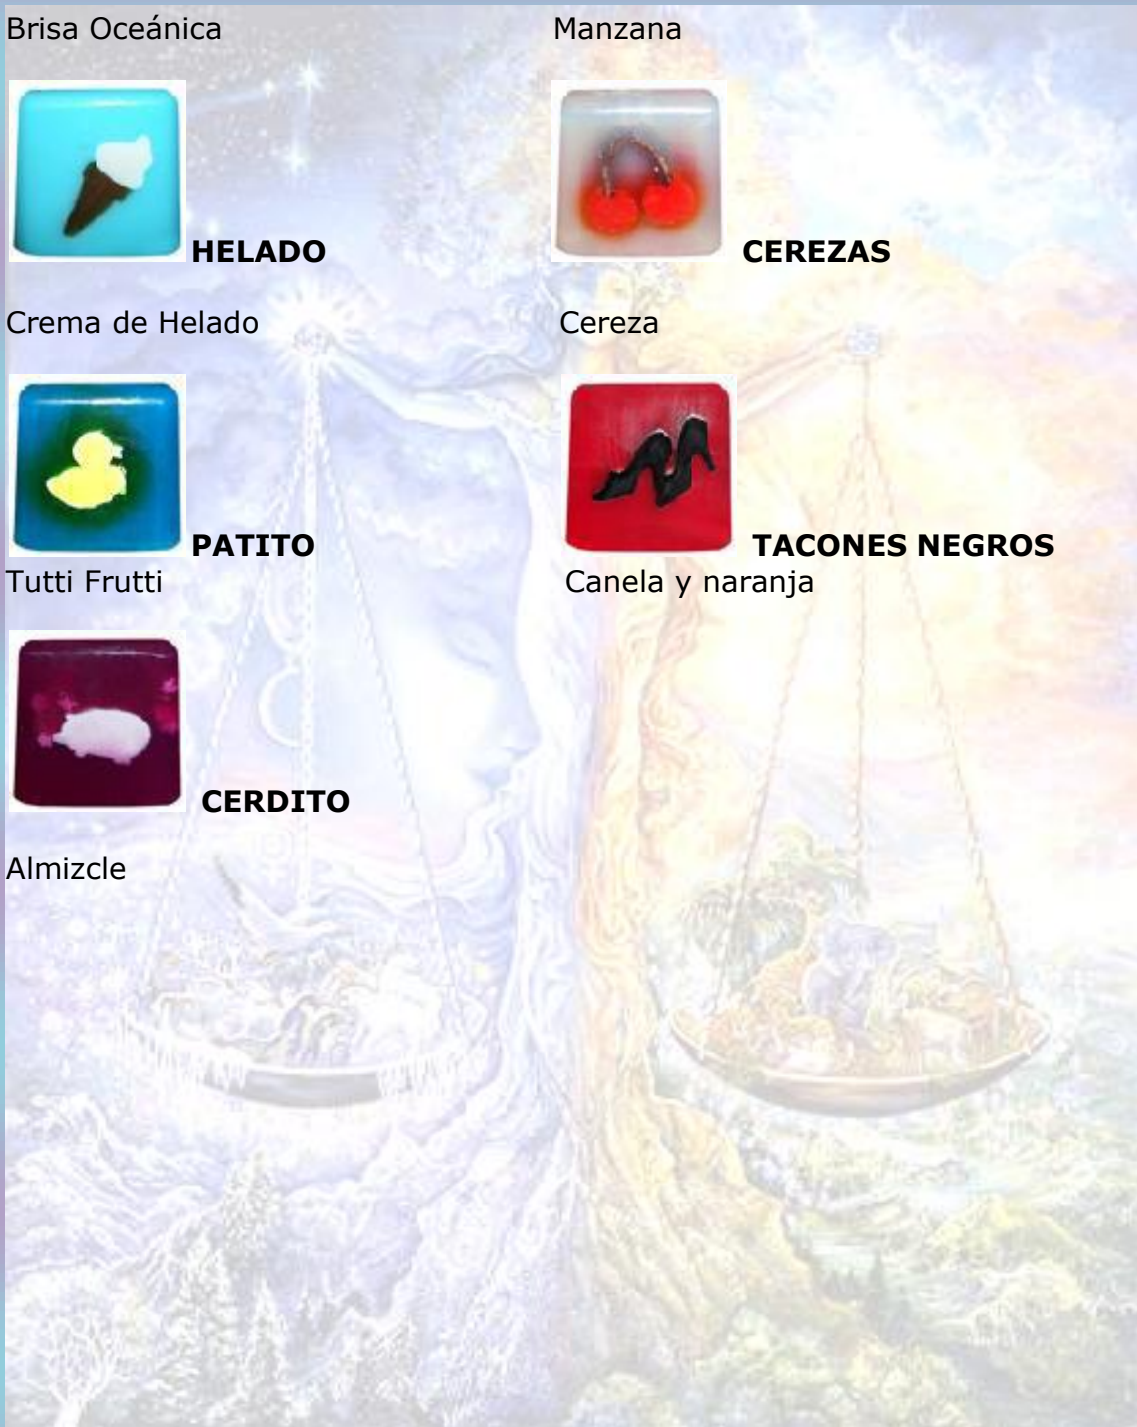 Brisa Oceánica Manzana
HELADO CEREZAS
Crema de Helado Cereza
PATITO TACONES NEGROS
Tutti Frutti Canela y naranja
CERDITO
Almizcle